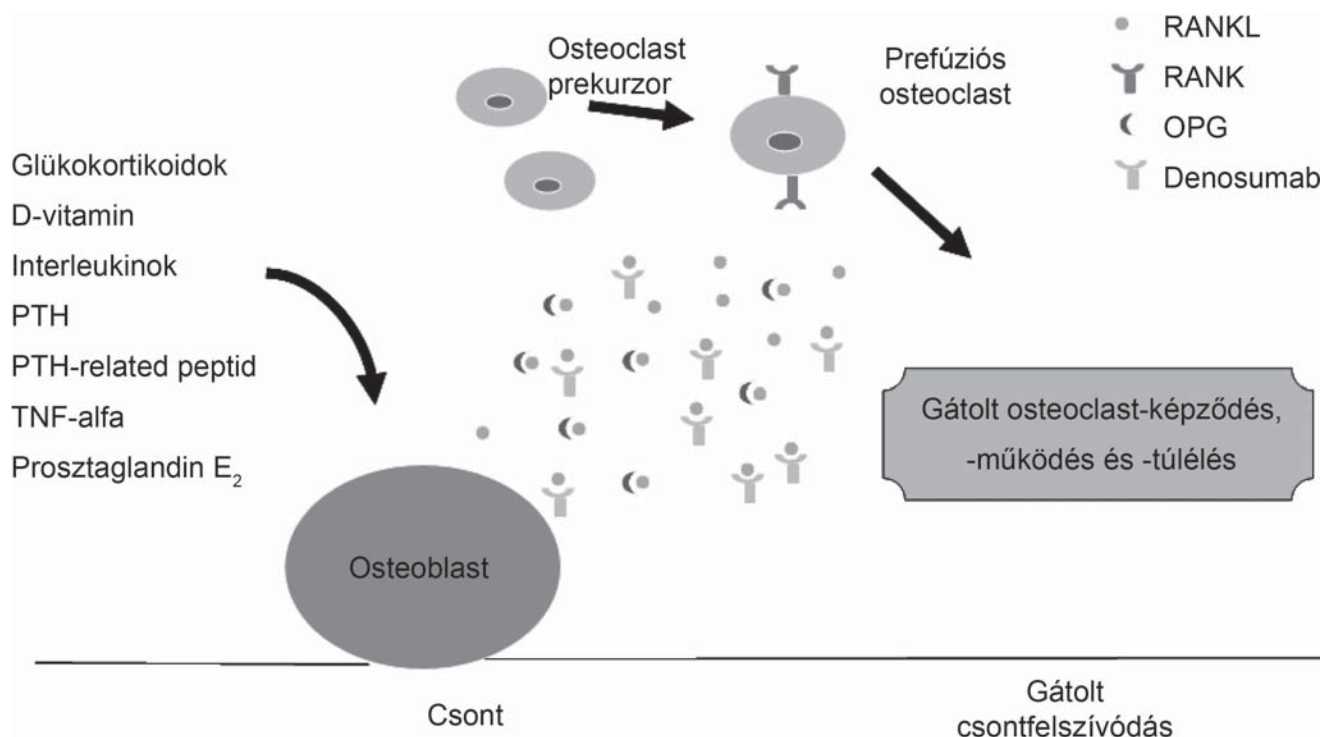 Osteoclast
prekurzor
Prefúziós
osteoclast
RANKL
RANK
OPG
Denosumab
Glükokortikoidok
D-vitamin
Interleukinok
PTH
PTH-related peptid
TNF-alfa
Prosztaglandin E₂
Gátolt osteoclast-képződés,
-működés és -túlélés
Osteoblast
Csont
Gátolt
csontfelszívódás